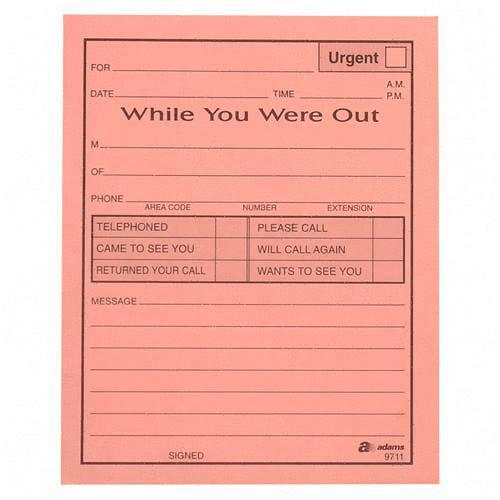 Urgent
FOR
A.M.
DATE TIME P.M.
While You Were Out
M
OF
PHONE
AREA CODE NUMBER EXTENSION
TELEPHONED PLEASE CALL
CAME TO SEE YOU WILL CALL AGAIN
RETURNED YOUR CALL WANTS TO SEE YOU
MESSAGE
a adams
SIGNED 9711